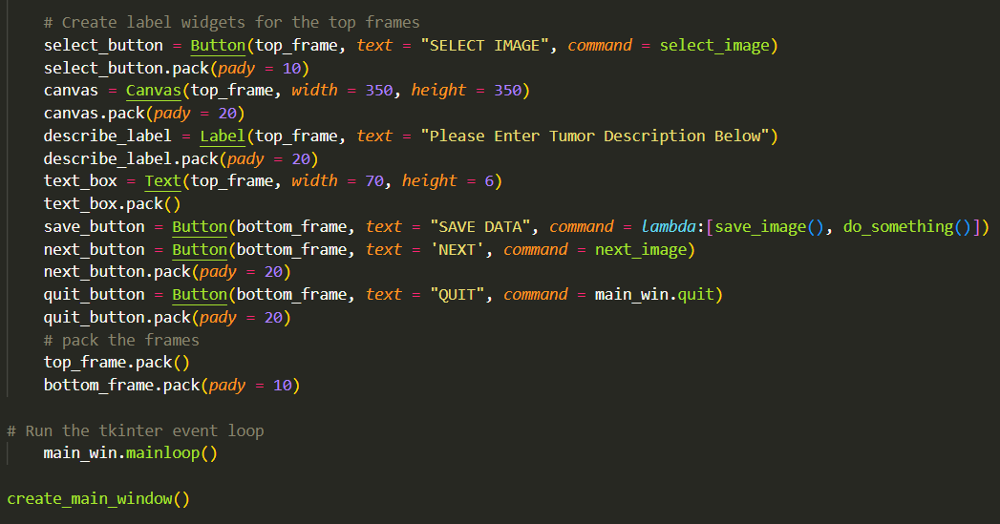 # Create label widgets for the top frames
select_button = Button(top_frame, text = "SELECT IMAGE", command = select_image)
select_button.pack(pady = 10)
canvas = Canvas(top_frame, width = 350, height = 350)
canvas.pack(pady = 20)
describe_label = Label(top_frame, text = "Please Enter Tumor Description Below")
describe_label.pack(pady = 20)
text_box = Text(top_frame, width = 70, height = 6)
text_box.pack()
save_button = Button(bottom_frame, text = "SAVE DATA", command = lambda:[save_image(), do_something()])
next_button = Button(bottom_frame, text = 'NEXT', command = next_image)
next_button.pack(pady = 20)
quit_button = Button(bottom_frame, text = "QUIT", command = main_win.quit)
quit_button.pack(pady = 20)
# pack the frames
top_frame.pack()
bottom_frame.pack(pady = 10)
# Run the tkinter event loop
main_win.mainloop()
create_main_window()